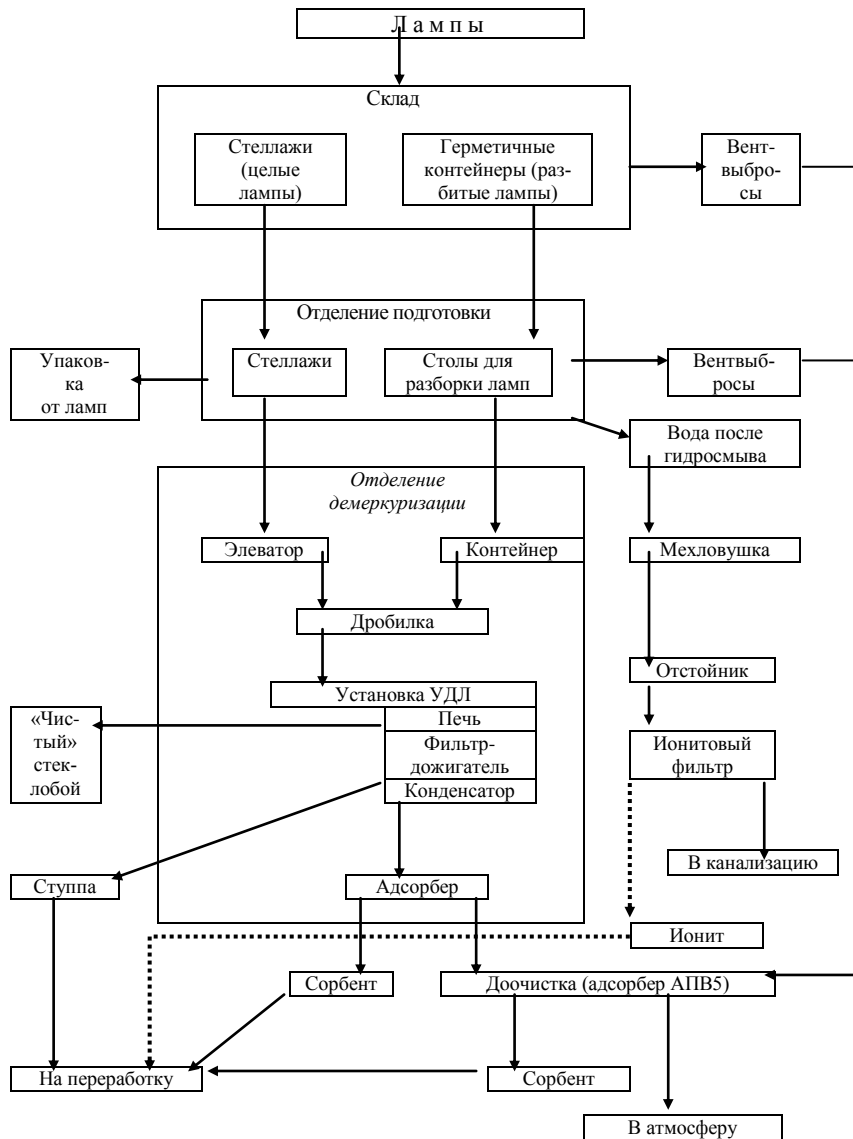 Л а м п ы
Склад
Стеллажи
(целые
лампы)
Герметичные
контейнеры (раз-
битые лампы)
Вент-
выбро-
сы
Отделение подготовки
Упаков-
ка
от ламп
Стеллажи
Столы для
разборки ламп
Вентвыб-
росы
Вода после
гидросмыва
Отделение
демеркуризации
Элеватор
Контейнер
Мехловушка
Дробилка
Отстойник
Установка УДЛ
«Чис-
тый»
стек-
лобой
Печь
Фильтр-
дожигатель
Конденсатор
Ионитовый
фильтр
В канализацию
Ступпа
Адсорбер
Ионит
Сорбент
Доочистка (адсорбер АПВ5)
На переработку
Сорбент
В атмосферу